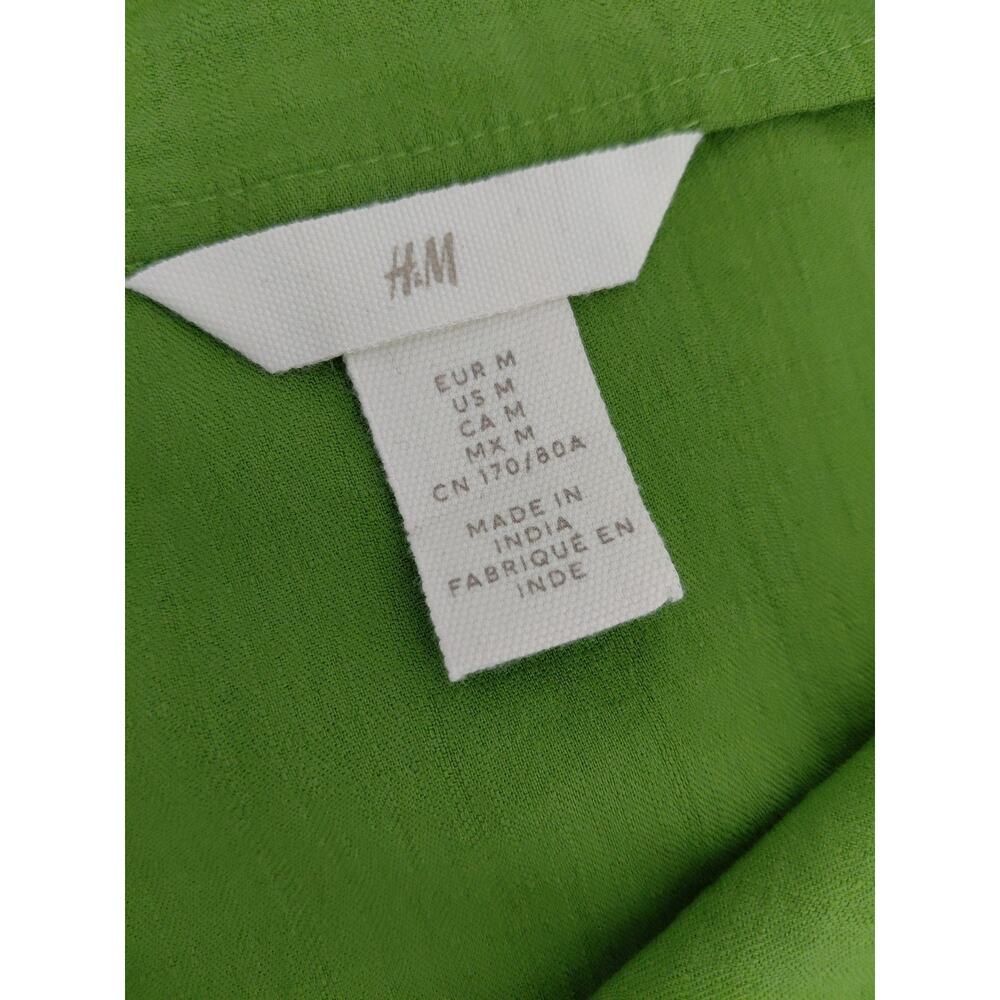 H&M
EUR M
US M
CA M
MX M
CN 170/80A
MADE IN
INDIA
FABRIQUÉ EN
INDE